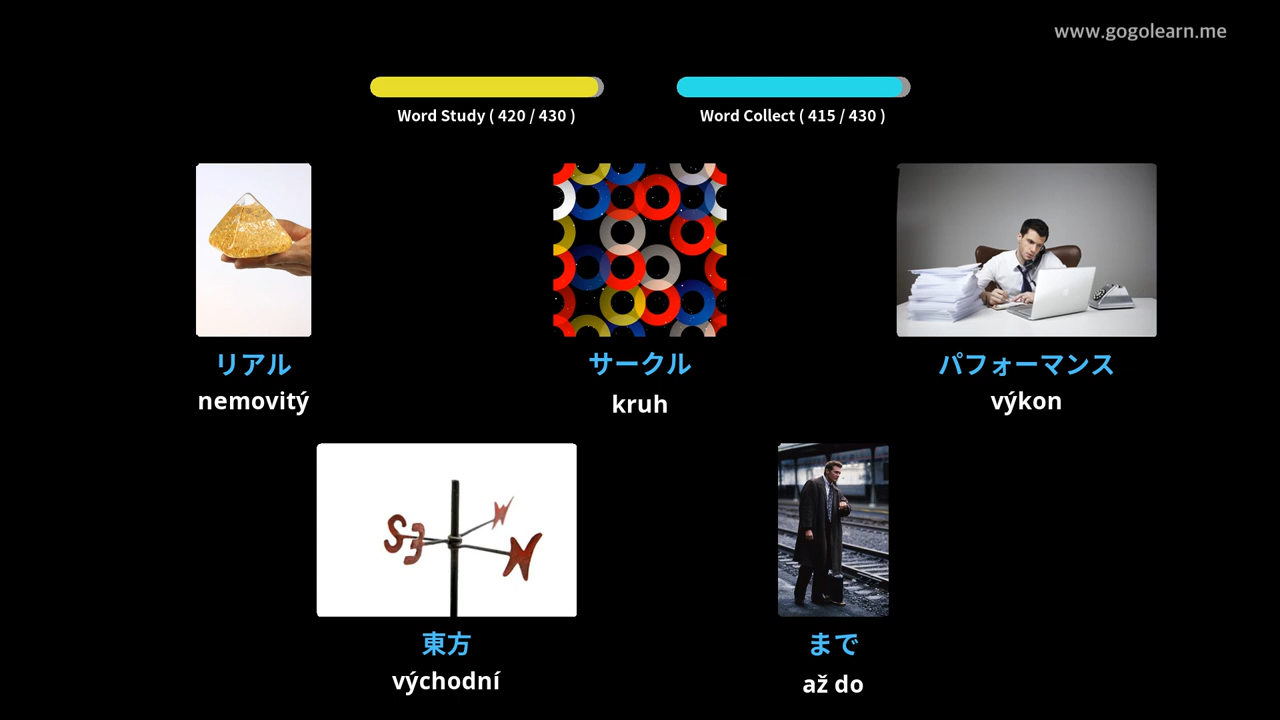 www.gogolearn.me
Word Study ( 420 / 430 )
Word Collect ( 415 / 430 )
リアル
nemovitý
サークル
kruh
パフォーマンス
výkon
S E N
東方
východní
まで
až do